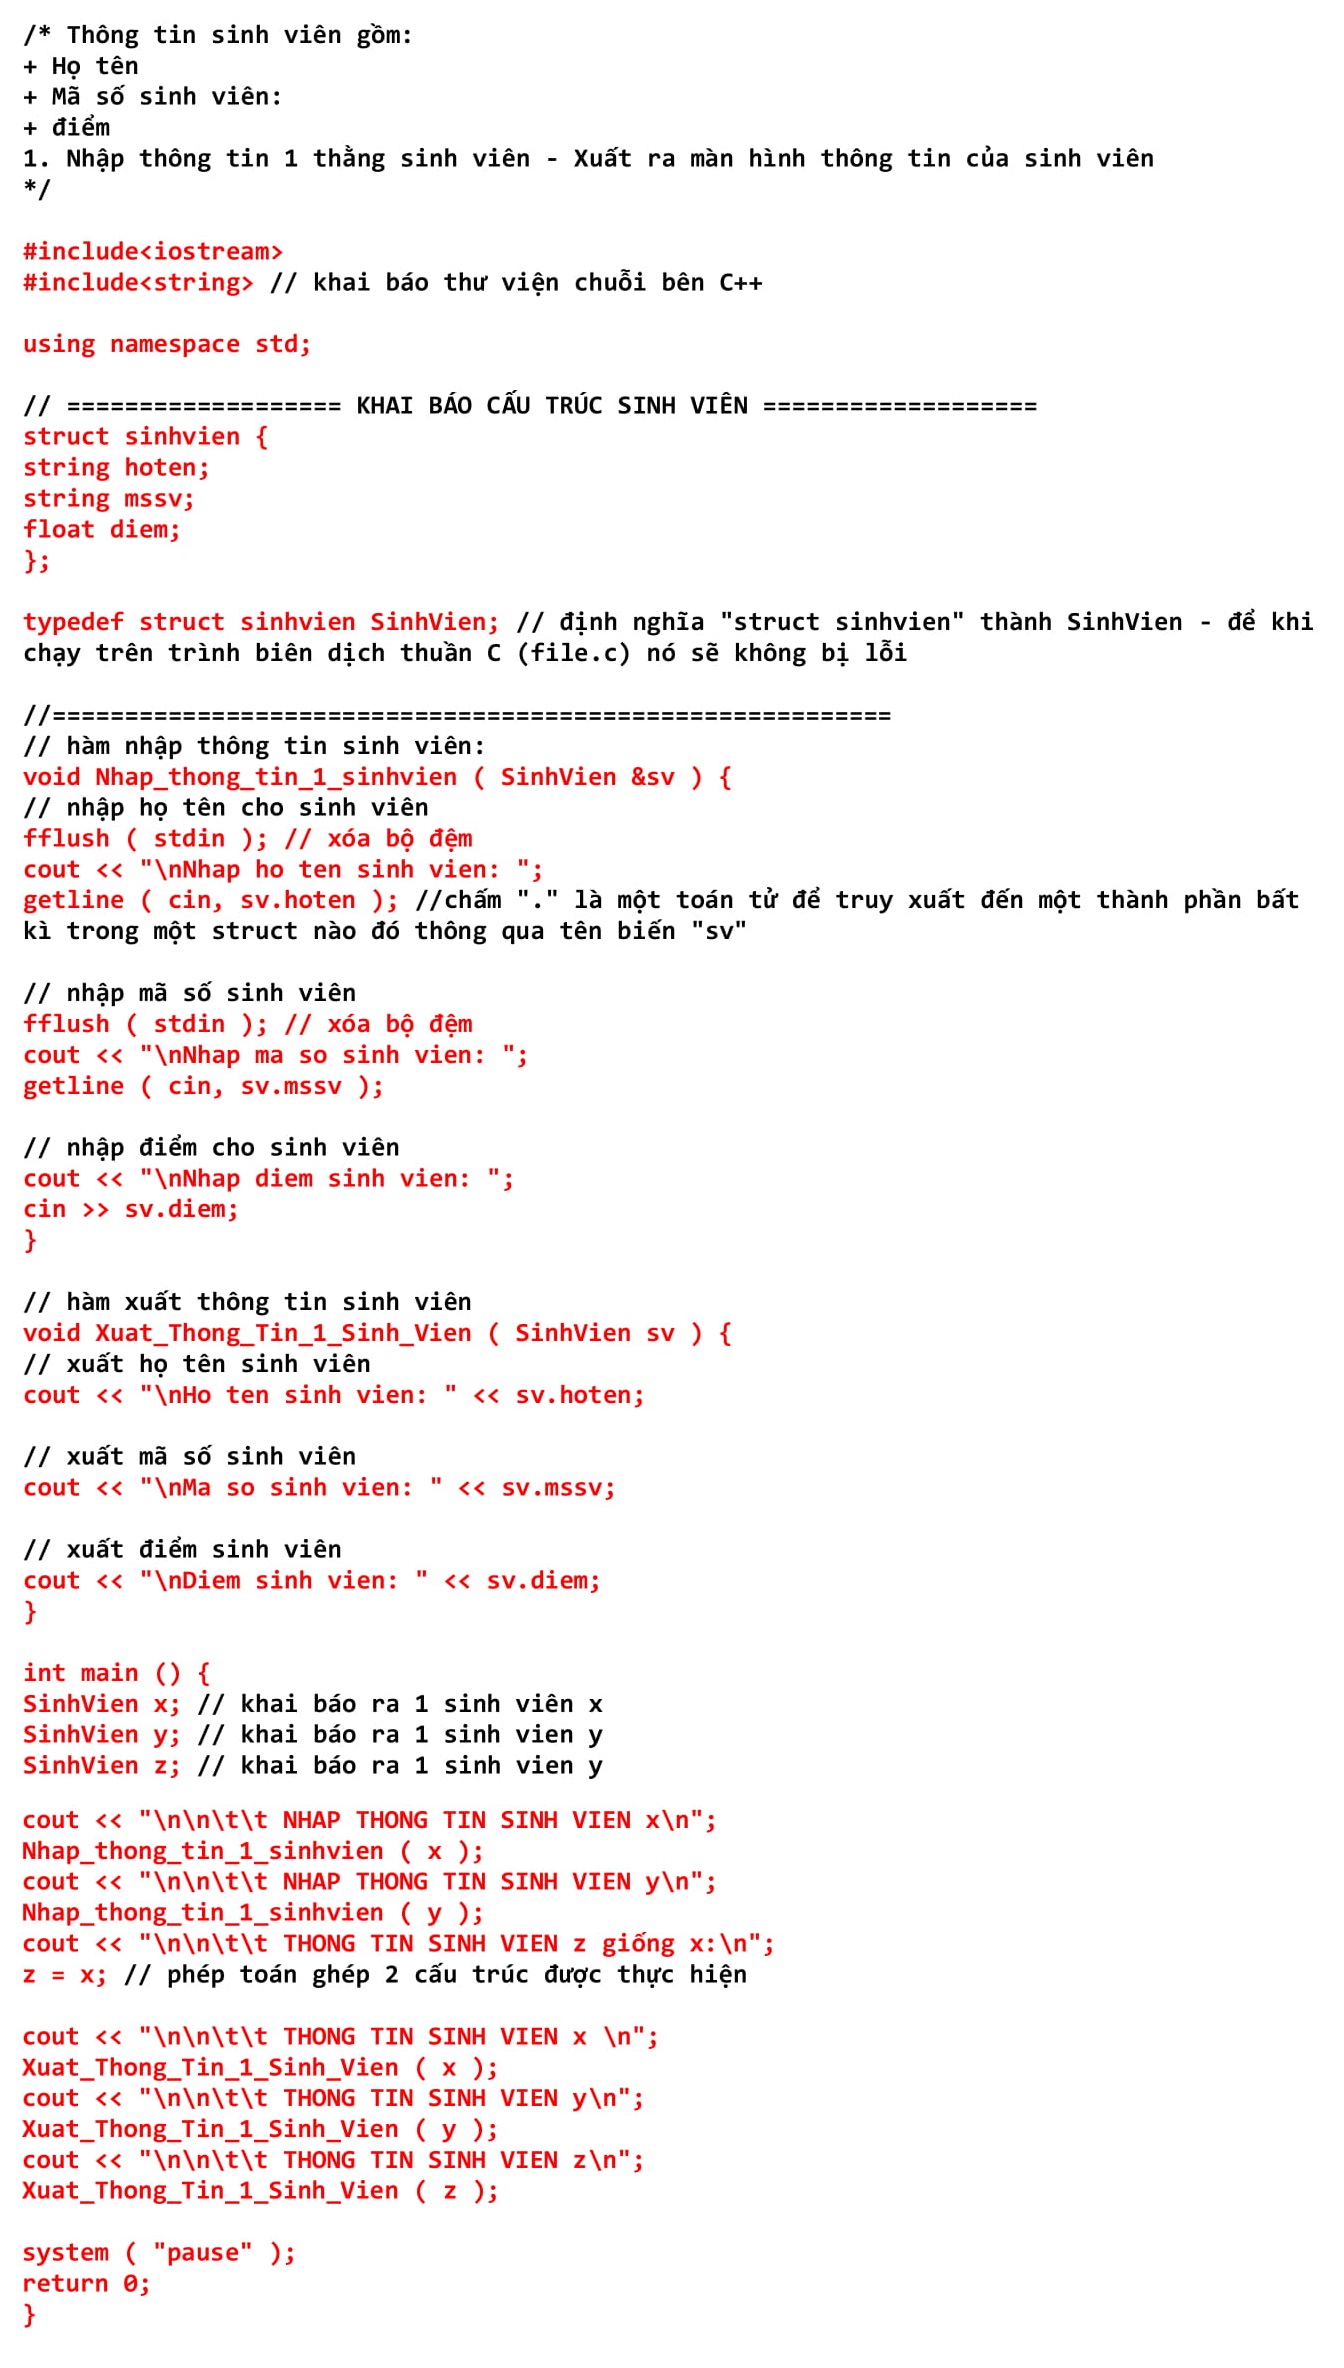 /* Thông tin sinh viên gồm:
+ Họ tên
+ Mã số sinh viên:
+ điểm
1. Nhập thông tin 1 thằng sinh viên - Xuất ra màn hình thông tin của sinh viên
*/
#include<iostream>
#include<string> // khai báo thư viện chuỗi bên C++
using namespace std;
// =================== KHAI BÁO CẤU TRÚC SINH VIÊN ===================
struct sinhvien {
string hoten;
string mssv;
float diem;
};
typedef struct sinhvien SinhVien; // định nghĩa "struct sinhvien" thành SinhVien - để khi
chạy trên trình biên dịch thuần C (file.c) nó sẽ không bị lỗi
//==========================================================
// hàm nhập thông tin sinh viên:
void Nhap_thong_tin_1_sinhvien ( SinhVien &sv ) {
// nhập họ tên cho sinh viên
fflush ( stdin ); // xóa bộ đệm
cout << "\nNhap ho ten sinh vien: ";
getline ( cin, sv.hoten ); //chấm "." là một toán tử để truy xuất đến một thành phần bất
kì trong một struct nào đó thông qua tên biến "sv"
// nhập mã số sinh viên
fflush ( stdin ); // xóa bộ đệm
cout << "\nNhap ma so sinh vien: ";
getline ( cin, sv.mssv );
// nhập điểm cho sinh viên
cout << "\nNhap diem sinh vien: ";
cin >> sv.diem;
}
// hàm xuất thông tin sinh viên
void Xuat_Thong_Tin_1_Sinh_Vien ( SinhVien sv ) {
// xuất họ tên sinh viên
cout << "\nHo ten sinh vien: " << sv.hoten;
// xuất mã số sinh viên
cout << "\nMa so sinh vien: " << sv.mssv;
// xuất điểm sinh viên
cout << "\nDiem sinh vien: " << sv.diem;
}
int main () {
SinhVien x; // khai báo ra 1 sinh viên x
SinhVien y; // khai báo ra 1 sinh vien y
SinhVien z; // khai báo ra 1 sinh vien y
cout << "\n\n\t\t NHAP THONG TIN SINH VIEN x\n";
Nhap_thong_tin_1_sinhvien ( x );
cout << "\n\n\t\t NHAP THONG TIN SINH VIEN y\n";
Nhap_thong_tin_1_sinhvien ( y );
cout << "\n\n\t\t THONG TIN SINH VIEN z giống x:\n";
z = x; // phép toán ghép 2 cấu trúc được thực hiện
cout << "\n\n\t\t THONG TIN SINH VIEN x \n";
Xuat_Thong_Tin_1_Sinh_Vien ( x );
cout << "\n\n\t\t THONG TIN SINH VIEN y\n";
Xuat_Thong_Tin_1_Sinh_Vien ( y );
cout << "\n\n\t\t THONG TIN SINH VIEN z\n";
Xuat_Thong_Tin_1_Sinh_Vien ( z );
system ( "pause" );
return 0;
}